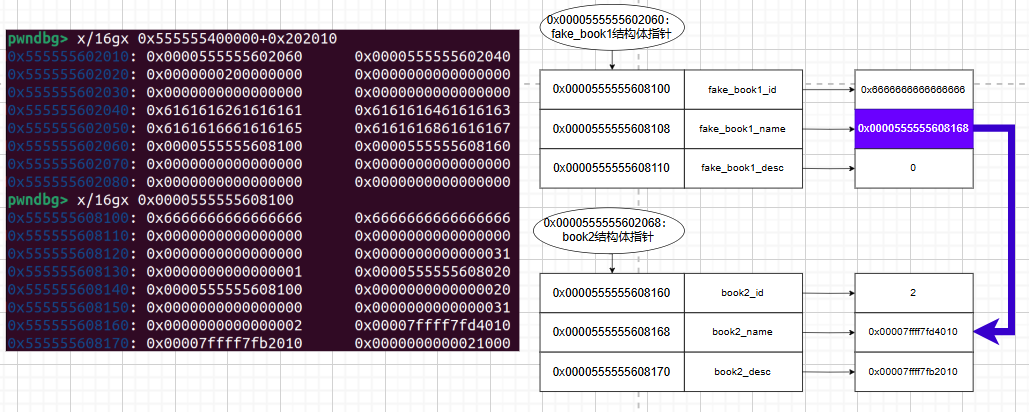 pwndbg> x/16gx 0x555555400000+0x202010
0x555555602010: 0x0000555555602060 0x0000555555602040
0x555555602020: 0x0000000200000000 0x0000000000000000
0x555555602030: 0x0000000000000000 0x0000000000000000
0x555555602040: 0x6161616261616161 0x6161616461616163
0x555555602050: 0x6161616661616165 0x6161616861616167
0x555555602060: 0x0000555555608100 0x0000555555608160
0x555555602070: 0x0000000000000000 0x0000000000000000
0x555555602080: 0x0000000000000000 0x0000000000000000
pwndbg> x/16gx 0x0000555555608100
0x555555608100: 0x6666666666666666 0x6666666666666666
0x555555608110: 0x0000000000000000 0x0000000000000000
0x555555608120: 0x0000000000000000 0x0000000000000031
0x555555608130: 0x0000000000000001 0x0000555555608020
0x555555608140: 0x0000555555608100 0x0000000000000020
0x555555608150: 0x0000000000000000 0x0000000000000031
0x555555608160: 0x0000000000000002 0x00007ffff7fd4010
0x555555608170: 0x00007ffff7fb2010 0x0000000000021000
0x0000555555602060：
fake_book1结构体指针
0x0000555555608100 fake_book1_id 0x6666666666666666
0x0000555555608108 fake_book1_name 0x0000555555608168
0x0000555555608110 fake_book1_desc 0
0x0000555555602068：
book2结构体指针
0x0000555555608160 book2_id 2
0x0000555555608168 book2_name 0x00007ffff7fd4010
0x0000555555608170 book2_desc 0x00007ffff7fb2010